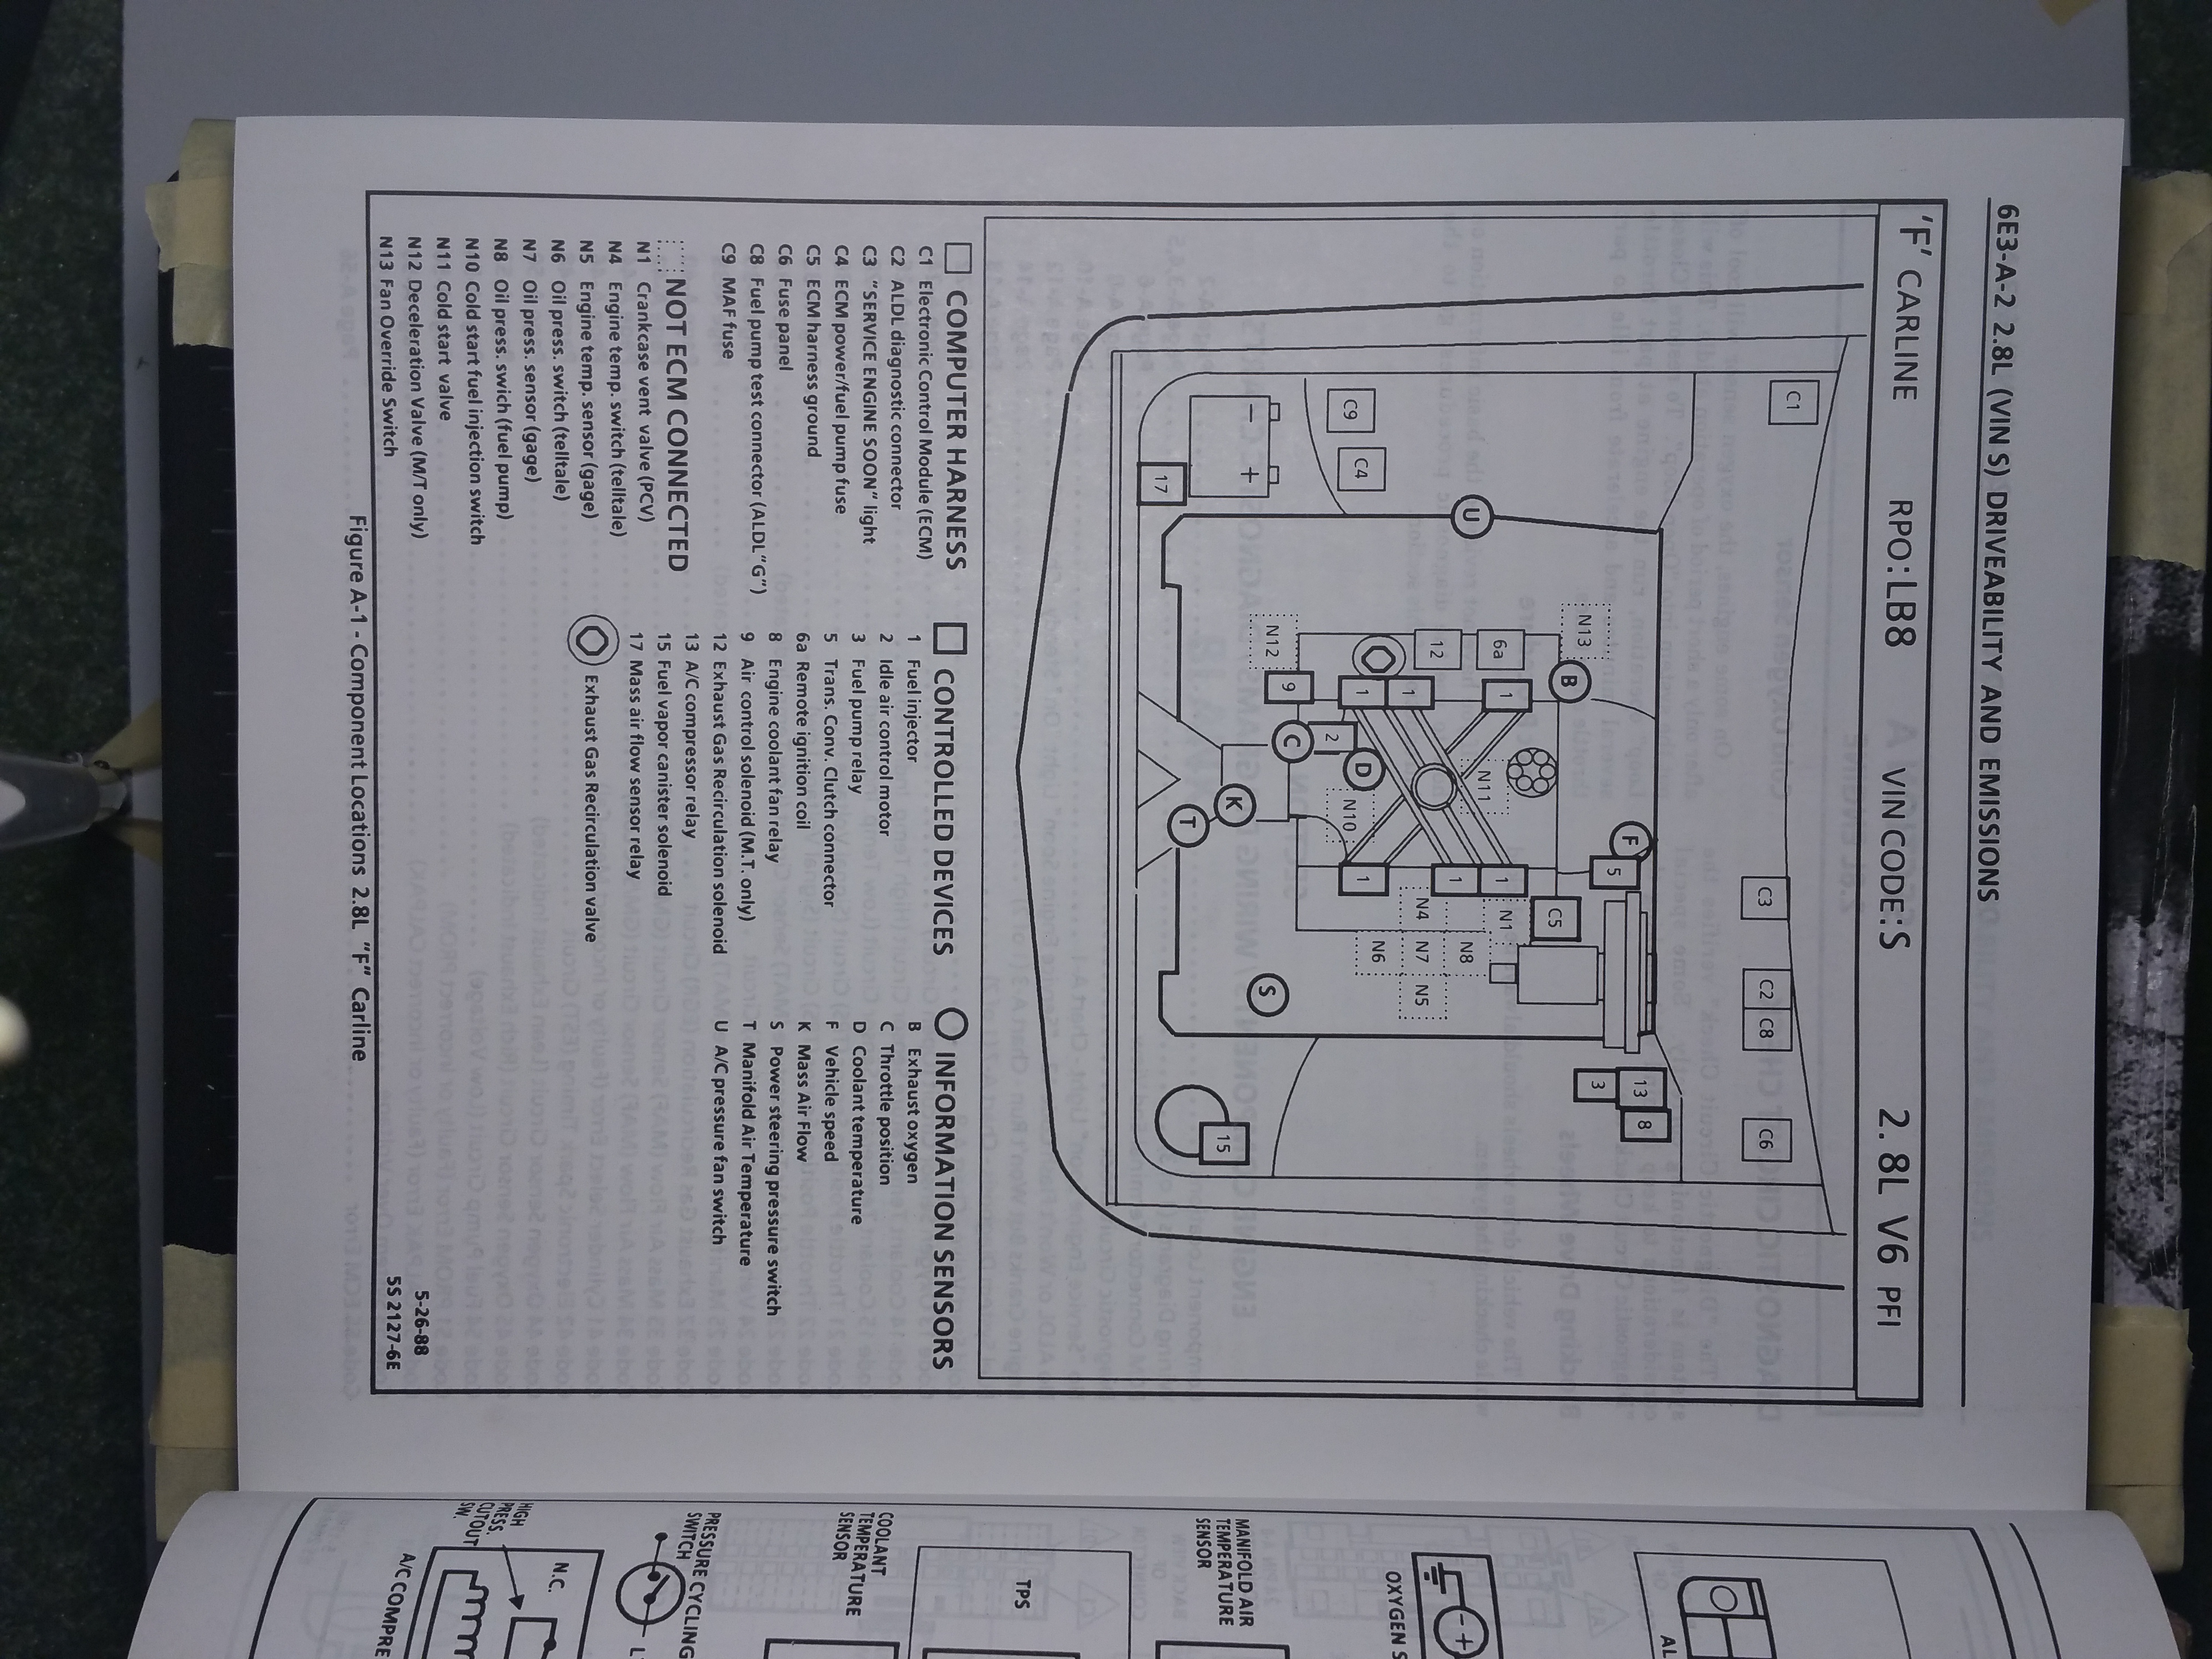 6E3-A-2 2.8L (VIN S) DRIVEABILITY AND EMISSIONS
'F' CARLINE RPO:LB8 VIN CODE:S 2.8L V6 PFI
C1
C3
C2
C8
C6
C9
C4
U
N13
B
F
5
13
3
8
6a
12
N12
9
1
1
1
C
2
D
N11
N10
K
T
1
1
1
C5
N1
N4
N8
N7
N6
N5
S
- +
17
15
COMPUTER HARNESS
C1 Electronic Control Module (ECM)
C2 ALDL diagnostic connector
C3 "SERVICE ENGINE SOON" light
C4 ECM power/fuel pump fuse
C5 ECM harness ground
C6 Fuse panel
C8 Fuel pump test connector (ALDL"G")
C9 MAF fuse
NOT ECM CONNECTED
N1 Crankcase vent valve (PCV)
N4 Engine temp. switch (telltale)
N5 Engine temp. sensor (gage)
N6 Oil press. switch (telltale)
N7 Oil press. sensor (gage)
N8 Oil press. swich (fuel pump)
N10 Cold start fuel injection switch
N11 Cold start valve
N12 Deceleration Valve (M/T only)
N13 Fan Override Switch
CONTROLLED DEVICES
1 Fuel injector
2 Idle air control motor
3 Fuel pump relay
5 Trans. Conv. Clutch connector
6a Remote ignition coil
8 Engine coolant fan relay
9 Air control solenoid (M.T. only)
12 Exhaust Gas Recirculation solenoid
13 A/C compressor relay
15 Fuel vapor canister solenoid
17 Mass air flow sensor relay
Exhaust Gas Recirculation valve
INFORMATION SENSORS
B Exhaust oxygen
C Throttle position
D Coolant temperature
F Vehicle speed
K Mass Air Flow
S Power steering pressure switch
T Manifold Air Temperature
U A/C pressure fan switch
5-26-88
5S 2127-6E
Figure A-1 - Component Locations 2.8L "F" Carline
AL
OXYGEN S
MANIFOLD AIR
TEMPERATURE
SENSOR
TPS
COOLANT
TEMPERATURE
SENSOR
PRESSURE CYCLING
SWITCH
L
N.C.
HIGH
PRESS.
CUTOUT
SW.
A/C COMPRE